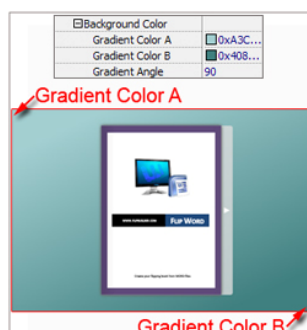 Background Color
Gradient Color A 0xA3C...
Gradient Color B 0x408...
Gradient Angle 90
Gradient Color A
FLIP WORD
Gradient Color B